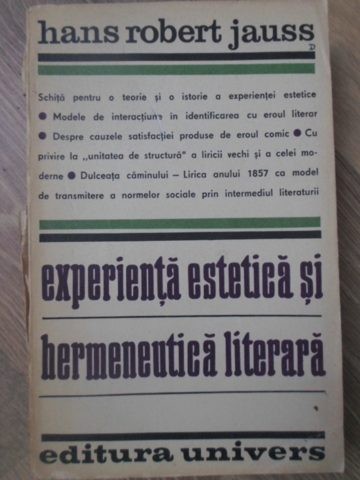 hans robert jauss
Schiță pentru o teorie și o istorie a experienței estetice
● Modele de interacțiune în identificarea cu eroul literar
● Despre cauzele satisfacției produse de eroul comic ● Cu
privire la „unitatea de structură" a liricii vechi și a celei mo-
derne ● Dulceața căminului — Lirica anului 1857 ca model
de transmitere a normelor sociale prin intermediul literaturii
experiență estetică și
hermeneutică literară
editura univers